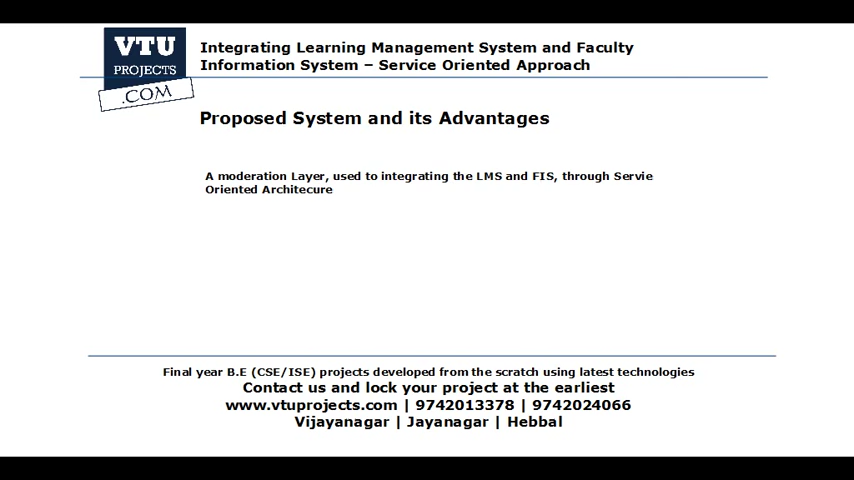 VTU
PROJECTS
.COM
Integrating Learning Management System and Faculty
Information System – Service Oriented Approach
Proposed System and its Advantages
A moderation Layer, used to integrating the LMS and FIS, through Servie
Oriented Architecure
Final year B.E (CSE/ISE) projects developed from the scratch using latest technologies
Contact us and lock your project at the earliest
www.vtuprojects.com | 9742013378 | 9742024066
Vijayanagar | Jayanagar | Hebbal